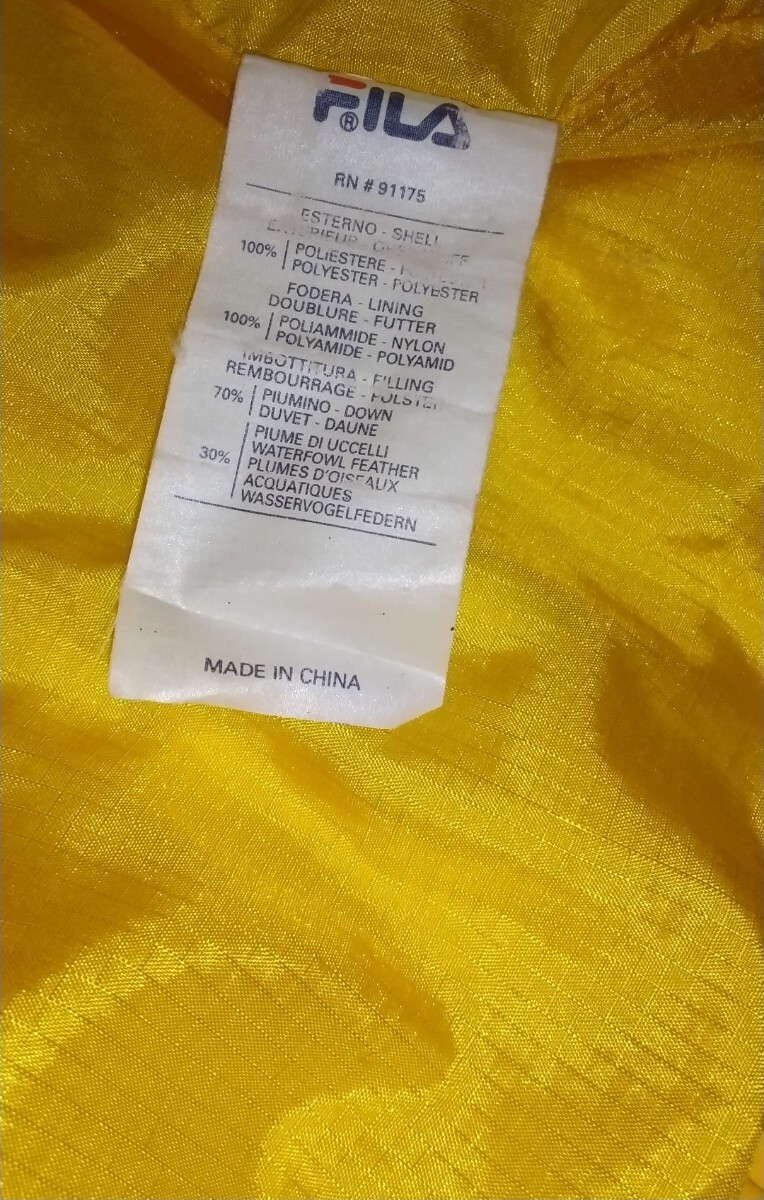 FILA
®
RN # 91175
ESTERNO - SHELL
EXTERIEUR -
100% POLIESTERE -
POLYESTER - POLYESTER
FODERA - LINING
DOUBLURE - FUTTER
100% POLIAMMIDE - NYLON
POLYAMIDE - POLYAMID
IMBOTTITURA - FILLING
REMBOURRAGE - POLSTER
70% PIUMINO - DOWN
DUVET - DAUNE
30% PIUME DI UCCELLI
WATERFOWL FEATHER
PLUMES D'OISEAUX
ACQUATIQUES
WASSERVOGELFEDERN
MADE IN CHINA